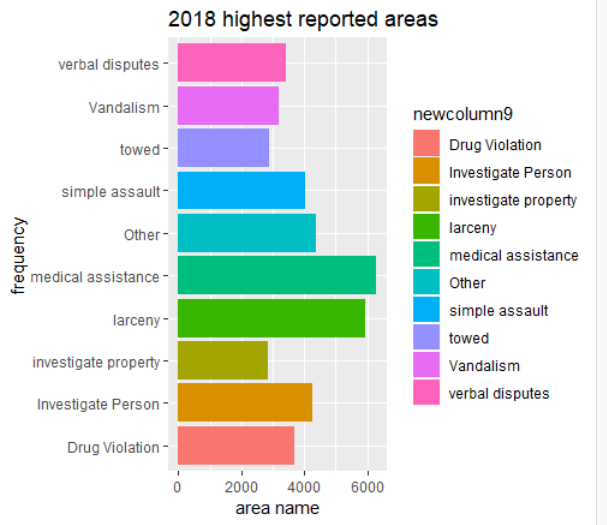 2018 highest reported areas
frequency
verbal disputes
Vandalism
towed
simple assault
Other
medical assistance
larceny
investigate property
Investigate Person
Drug Violation
0 2000 4000 6000
area name
newcolumn9
Drug Violation
Investigate Person
investigate property
larceny
medical assistance
Other
simple assault
towed
Vandalism
verbal disputes